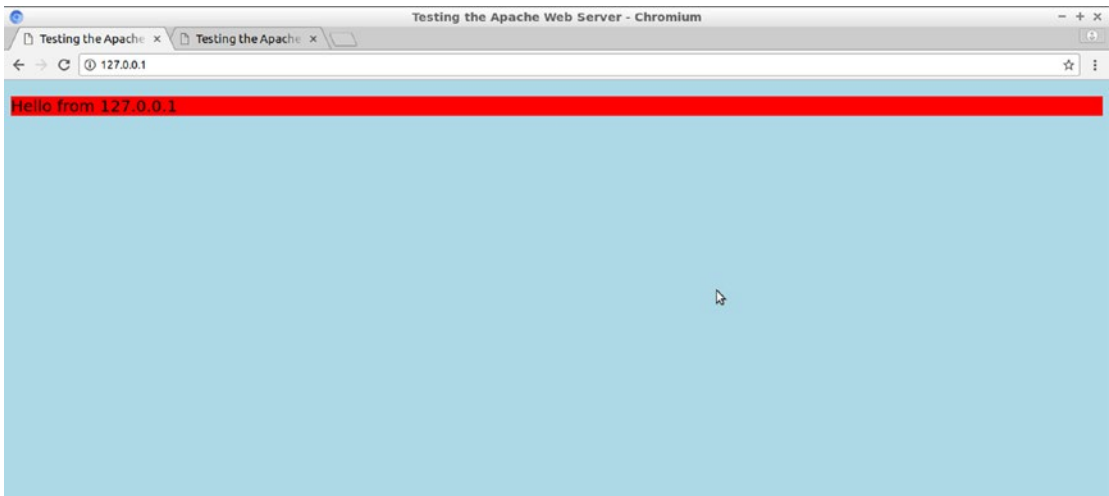 Testing the Apache Web Server - Chromium
Testing the Apache
Testing the Apache
127.0.0.1
Hello from 127.0.0.1